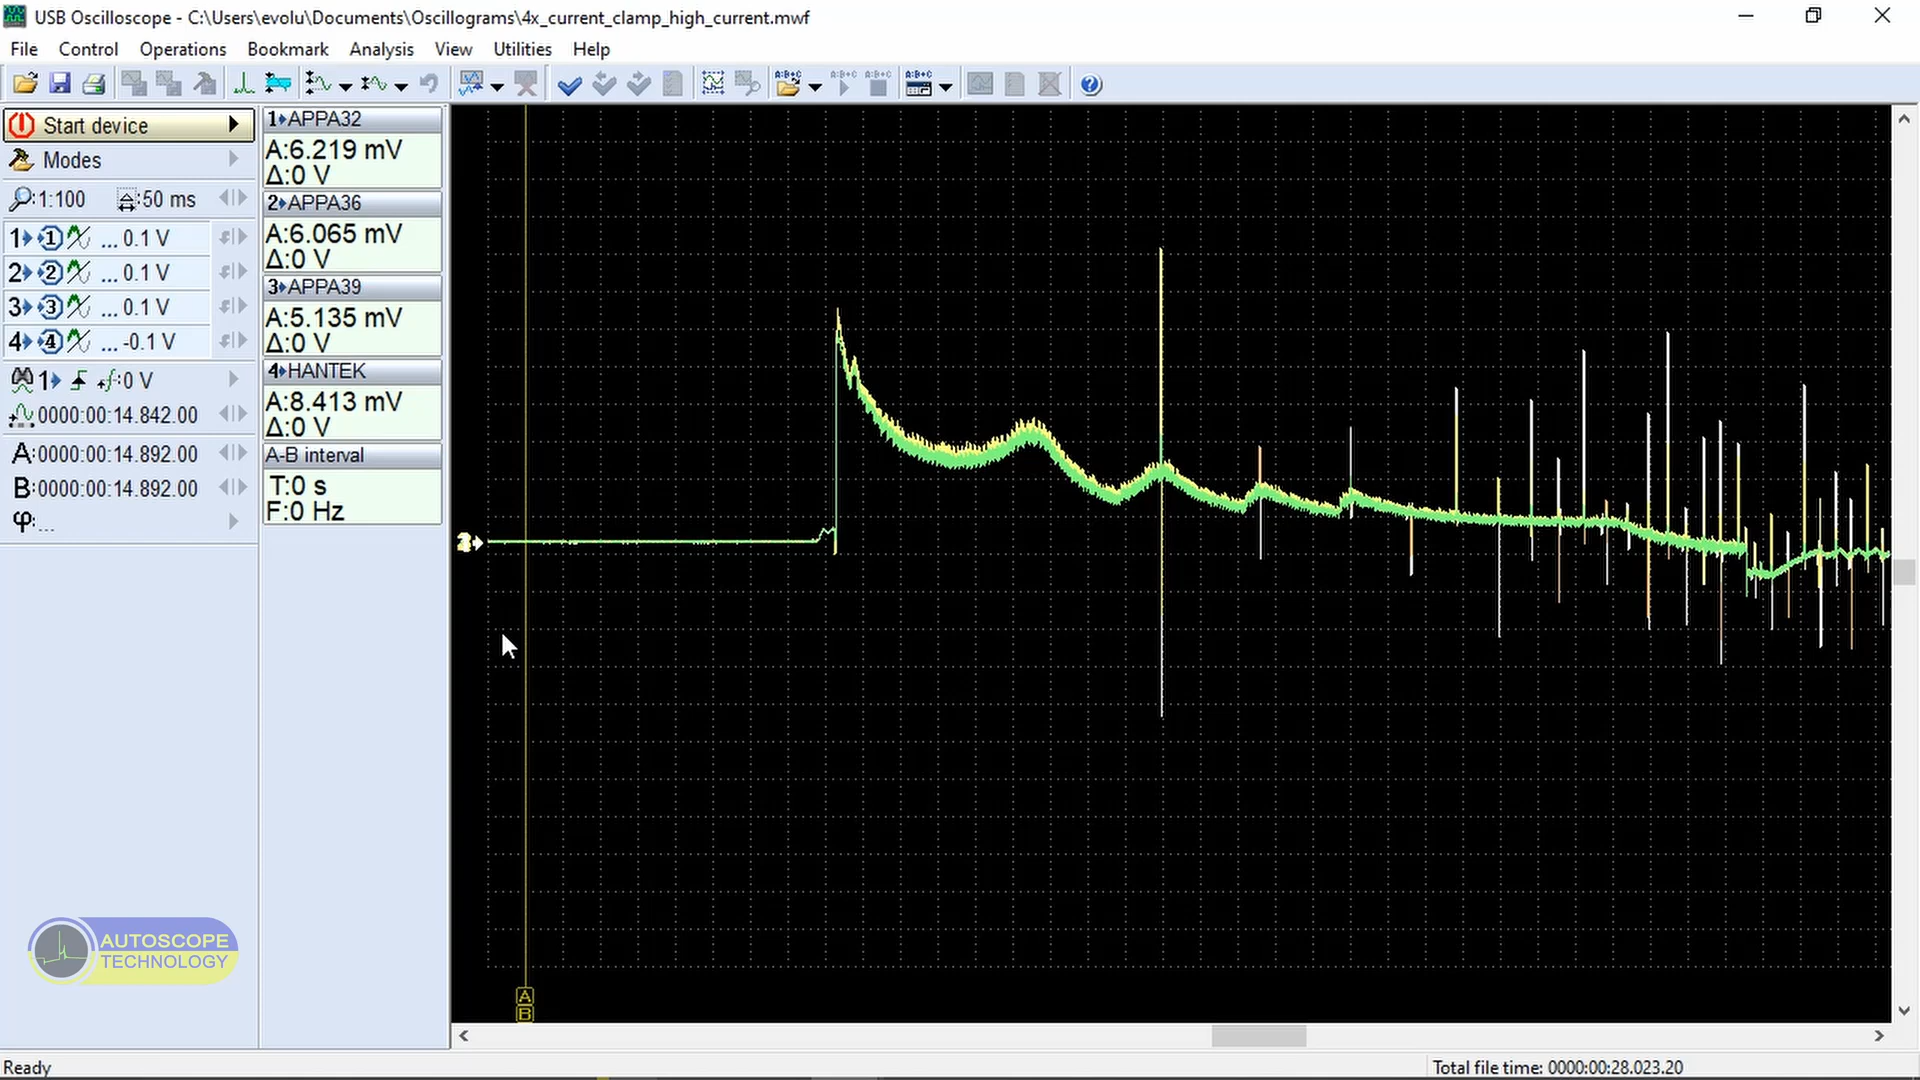 USB Oscilloscope - C:\Users\evolu\Documents\Oscillograms\4x_current_clamp_high_current.mwf
File Control Operations Bookmark Analysis View Utilities Help
A:B+C A:B+C A:B+C A:B+C
Start device
Modes
:1:100 :50 ms
1 1 ... 0.1 V
2 2 ... 0.1 V
3 3 ... 0.1 V
4 4 ... -0.1 V
1 f:0 V
0000:00:14.842.00
A:0000:00:14.892.00
B:0000:00:14.892.00
φ:...
1 APPA32
A:6.219 mV
Δ:0 V
2 APPA36
A:6.065 mV
Δ:0 V
3 APPA39
A:5.135 mV
Δ:0 V
4 HANTEK
A:8.413 mV
Δ:0 V
A-B interval
T:0 s
F:0 Hz
A
B
AUTOSCOPE
TECHNOLOGY
Ready
Total file time: 0000:00:28.023.20